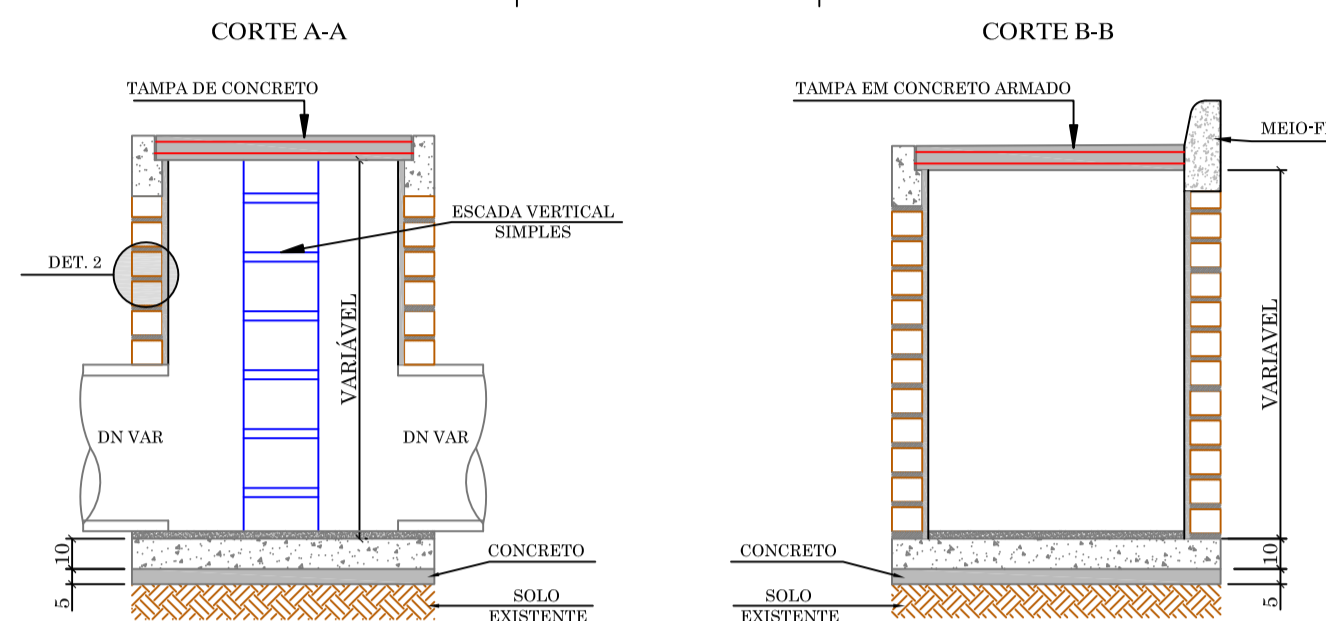 CORTE A-A
CORTE B-B
TAMPA DE CONCRETO
ESCADA VERTICAL
SIMPLES
DET. 2
VARIÁVEL
DN VAR
DN VAR
10
5
CONCRETO
SOLO
EXISTENTE
TAMPA EM CONCRETO ARMADO
MEIO-F
VARIAVEL
CONCRETO
10
5
SOLO
EXISTENTE